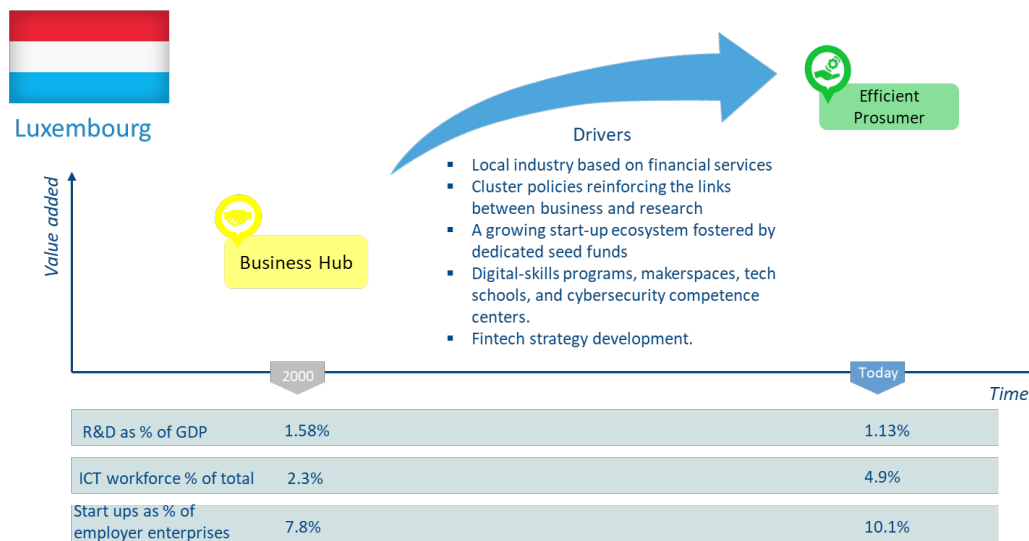 Luxembourg
Efficient
Prosumer
Drivers
▪ Local industry based on financial services
▪ Cluster policies reinforcing the links
between business and research
▪ A growing start-up ecosystem fostered by
dedicated seed funds
▪ Digital-skills programs, makerspaces, tech
schools, and cybersecurity competence
centers.
▪ Fintech strategy development.
Value added
Business Hub
2000
Today
Time
R&D as % of GDP 1.58% 1.13%
ICT workforce % of total 2.3% 4.9%
Start ups as % of
employer enterprises 7.8% 10.1%